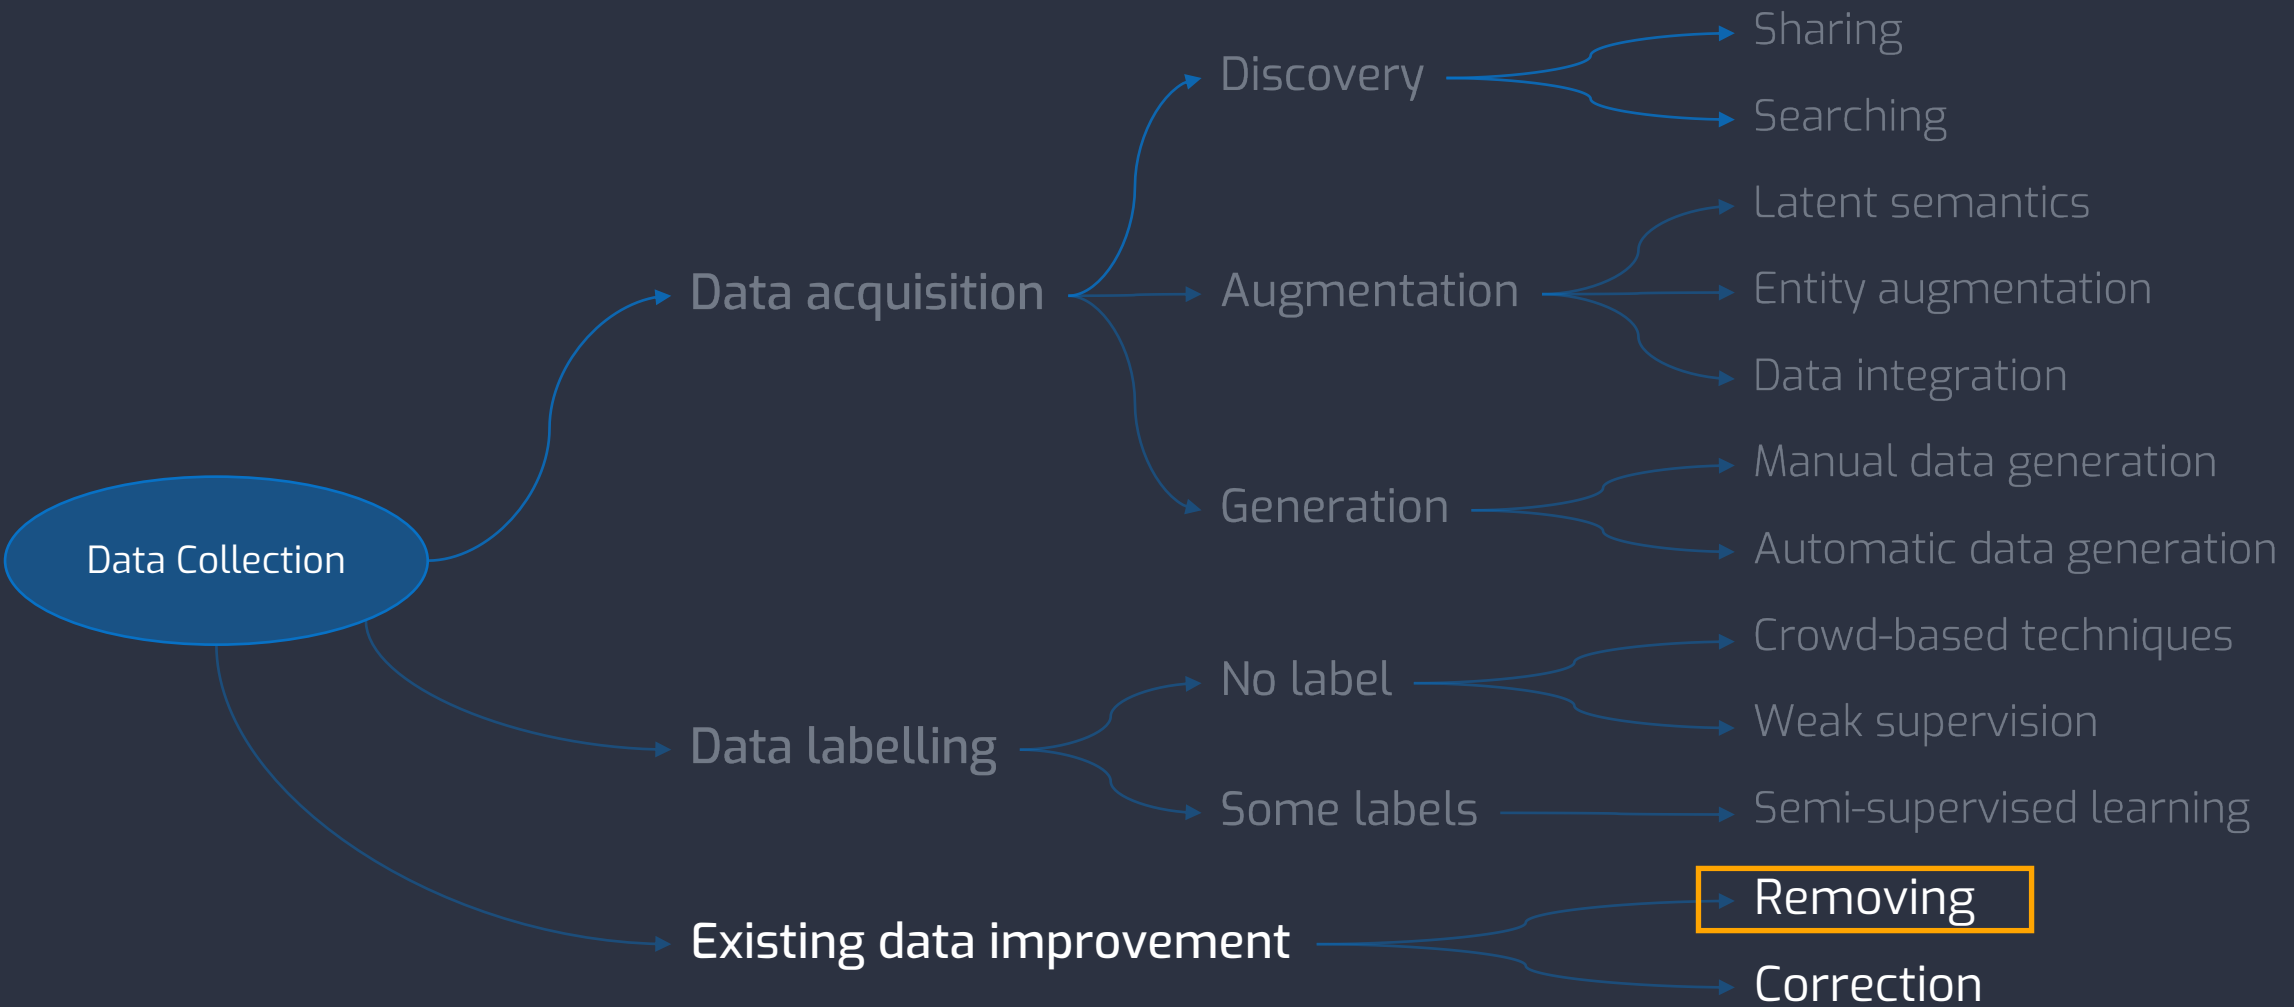 Data Collection
Data acquisition
Discovery
Sharing
Searching
Augmentation
Latent semantics
Entity augmentation
Data integration
Generation
Manual data generation
Automatic data generation
Data labelling
No label
Crowd-based techniques
Weak supervision
Some labels
Semi-supervised learning
Existing data improvement
Removing
Correction